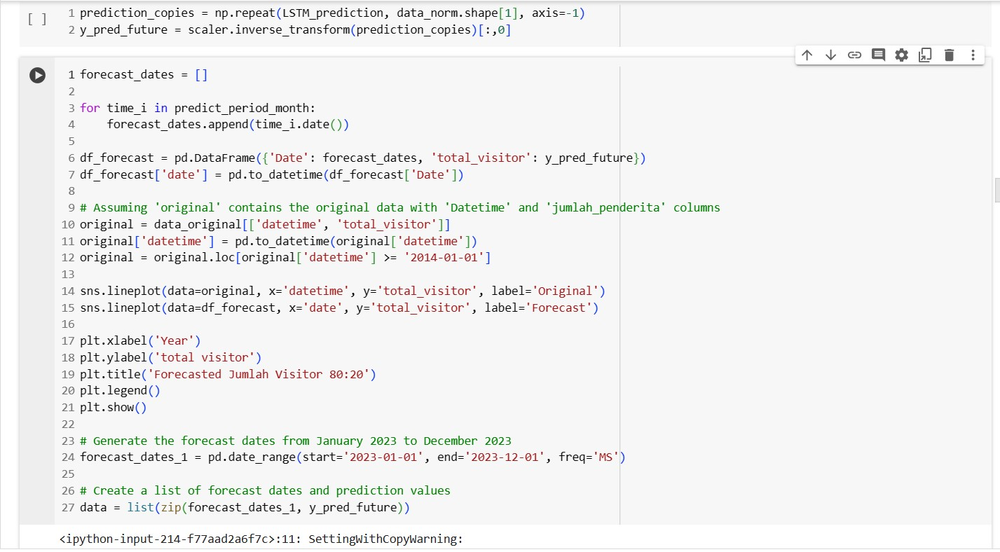 [ ]
1 prediction_copies = np.repeat(LSTM_prediction, data_norm.shape[1], axis=-1)
2 y_pred_future = scaler.inverse_transform(prediction_copies)[:,0]
1 forecast_dates = []
2
3 for time_i in predict_period_month:
4     forecast_dates.append(time_i.date())
5
6 df_forecast = pd.DataFrame({'Date': forecast_dates, 'total_visitor': y_pred_future})
7 df_forecast['date'] = pd.to_datetime(df_forecast['Date'])
8
9 # Assuming 'original' contains the original data with 'Datetime' and 'jumlah_penderita' columns
10 original = data_original[['datetime', 'total_visitor']]
11 original['datetime'] = pd.to_datetime(original['datetime'])
12 original = original.loc[original['datetime'] >= '2014-01-01']
13
14 sns.lineplot(data=original, x='datetime', y='total_visitor', label='Original')
15 sns.lineplot(data=df_forecast, x='date', y='total_visitor', label='Forecast')
16
17 plt.xlabel('Year')
18 plt.ylabel('total visitor')
19 plt.title('Forecasted Jumlah Visitor 80:20')
20 plt.legend()
21 plt.show()
22
23 # Generate the forecast dates from January 2023 to December 2023
24 forecast_dates_1 = pd.date_range(start='2023-01-01', end='2023-12-01', freq='MS')
25
26 # Create a list of forecast dates and prediction values
27 data = list(zip(forecast_dates_1, y_pred_future))
<ipython-input-214-f77aad2a6f7c>:11: SettingWithCopyWarning: